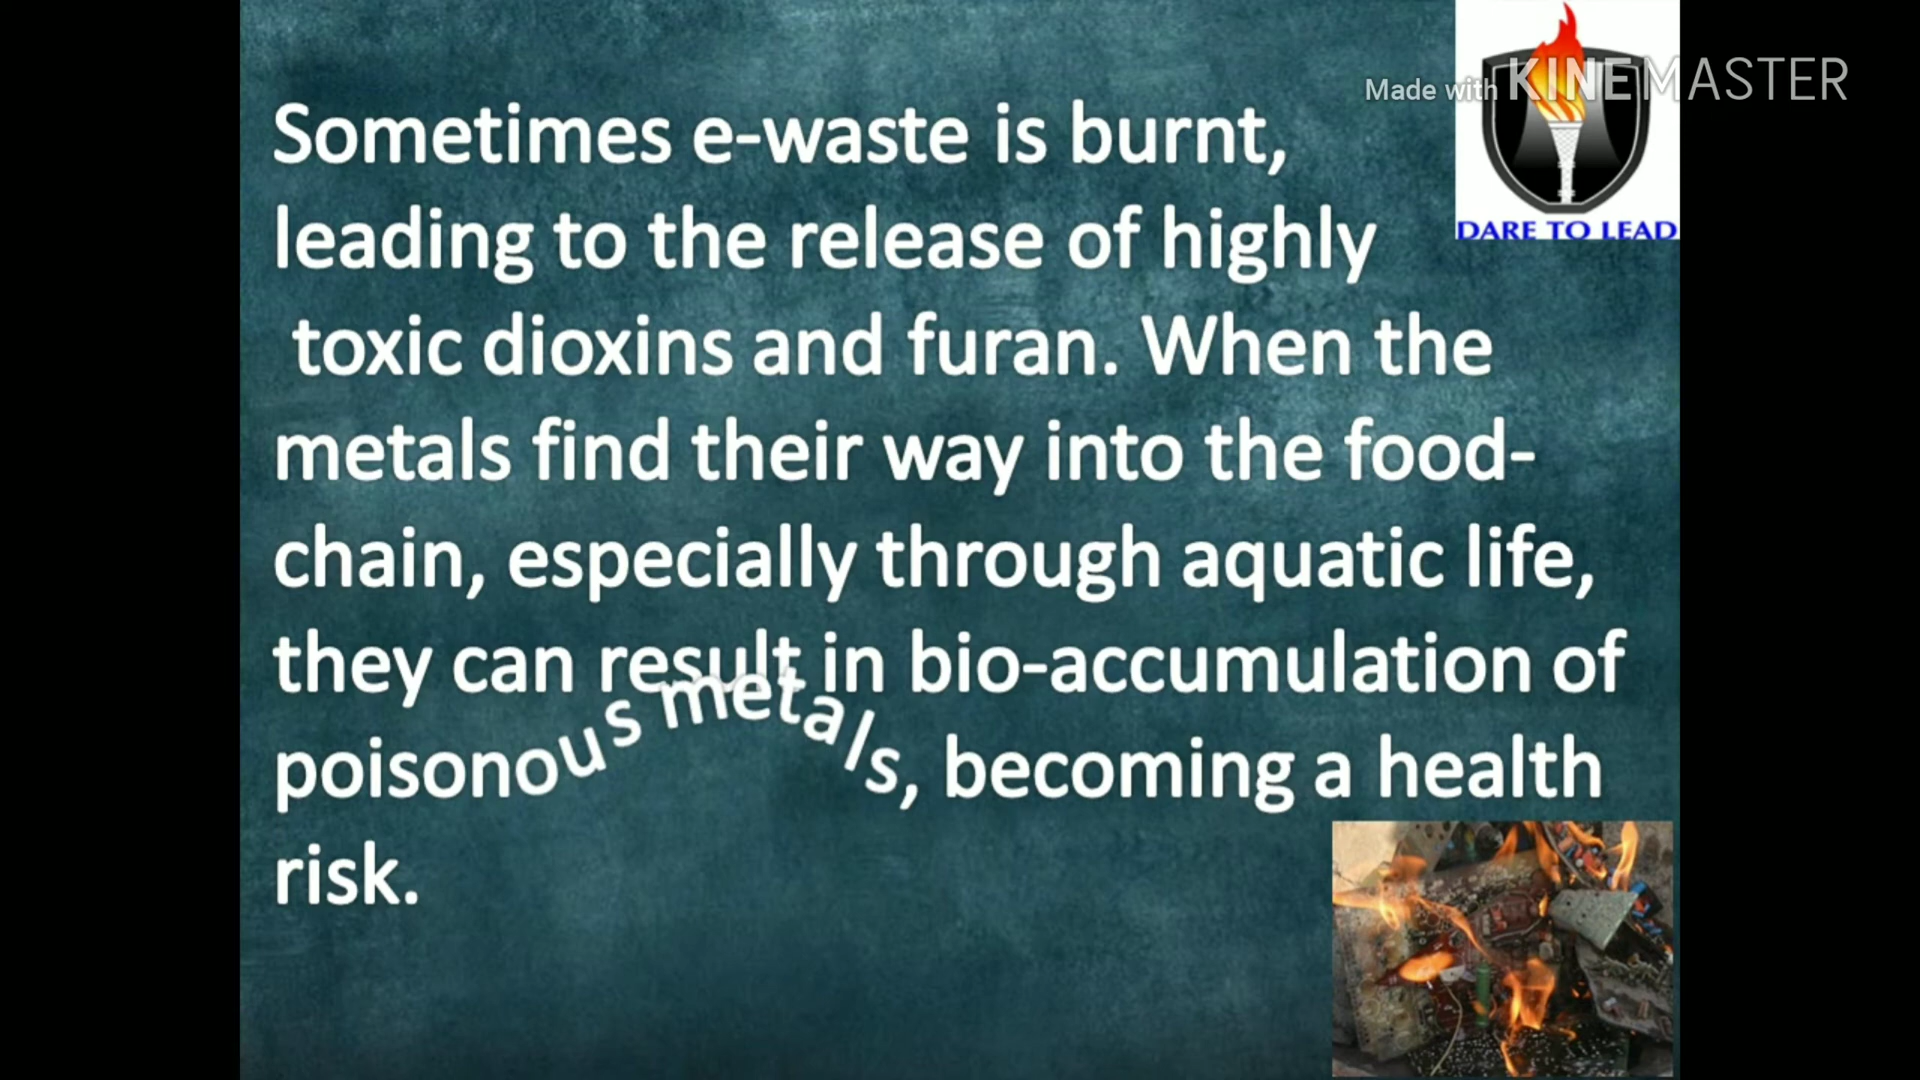 Made with KINEMASTER
DARE TO LEAD
Sometimes e-waste is burnt,
leading to the release of highly
toxic dioxins and furan. When the
metals find their way into the food-
chain, especially through aquatic life,
they can result in bio-accumulation of
poisonous metals, becoming a health
risk.